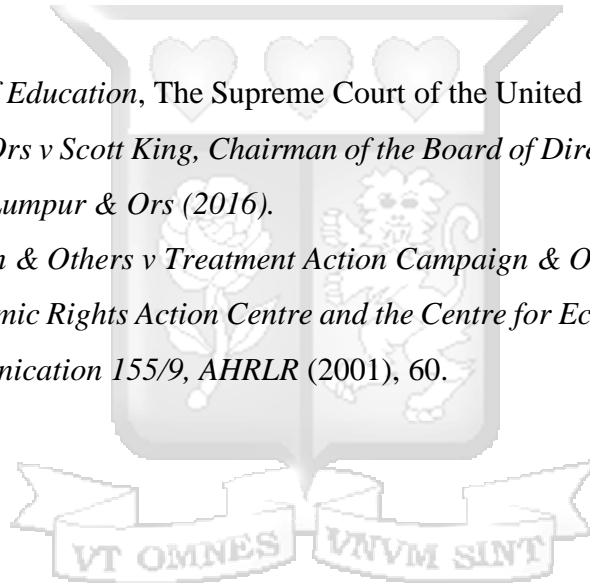 f Education, The Supreme Court of the United
Ors v Scott King, Chairman of the Board of Dire
Lumpur & Ors (2016).
n & Others v Treatment Action Campaign & O
mic Rights Action Centre and the Centre for Ec
nication 155/9, AHRLR (2001), 60.
VT OMNES VNVM SINT